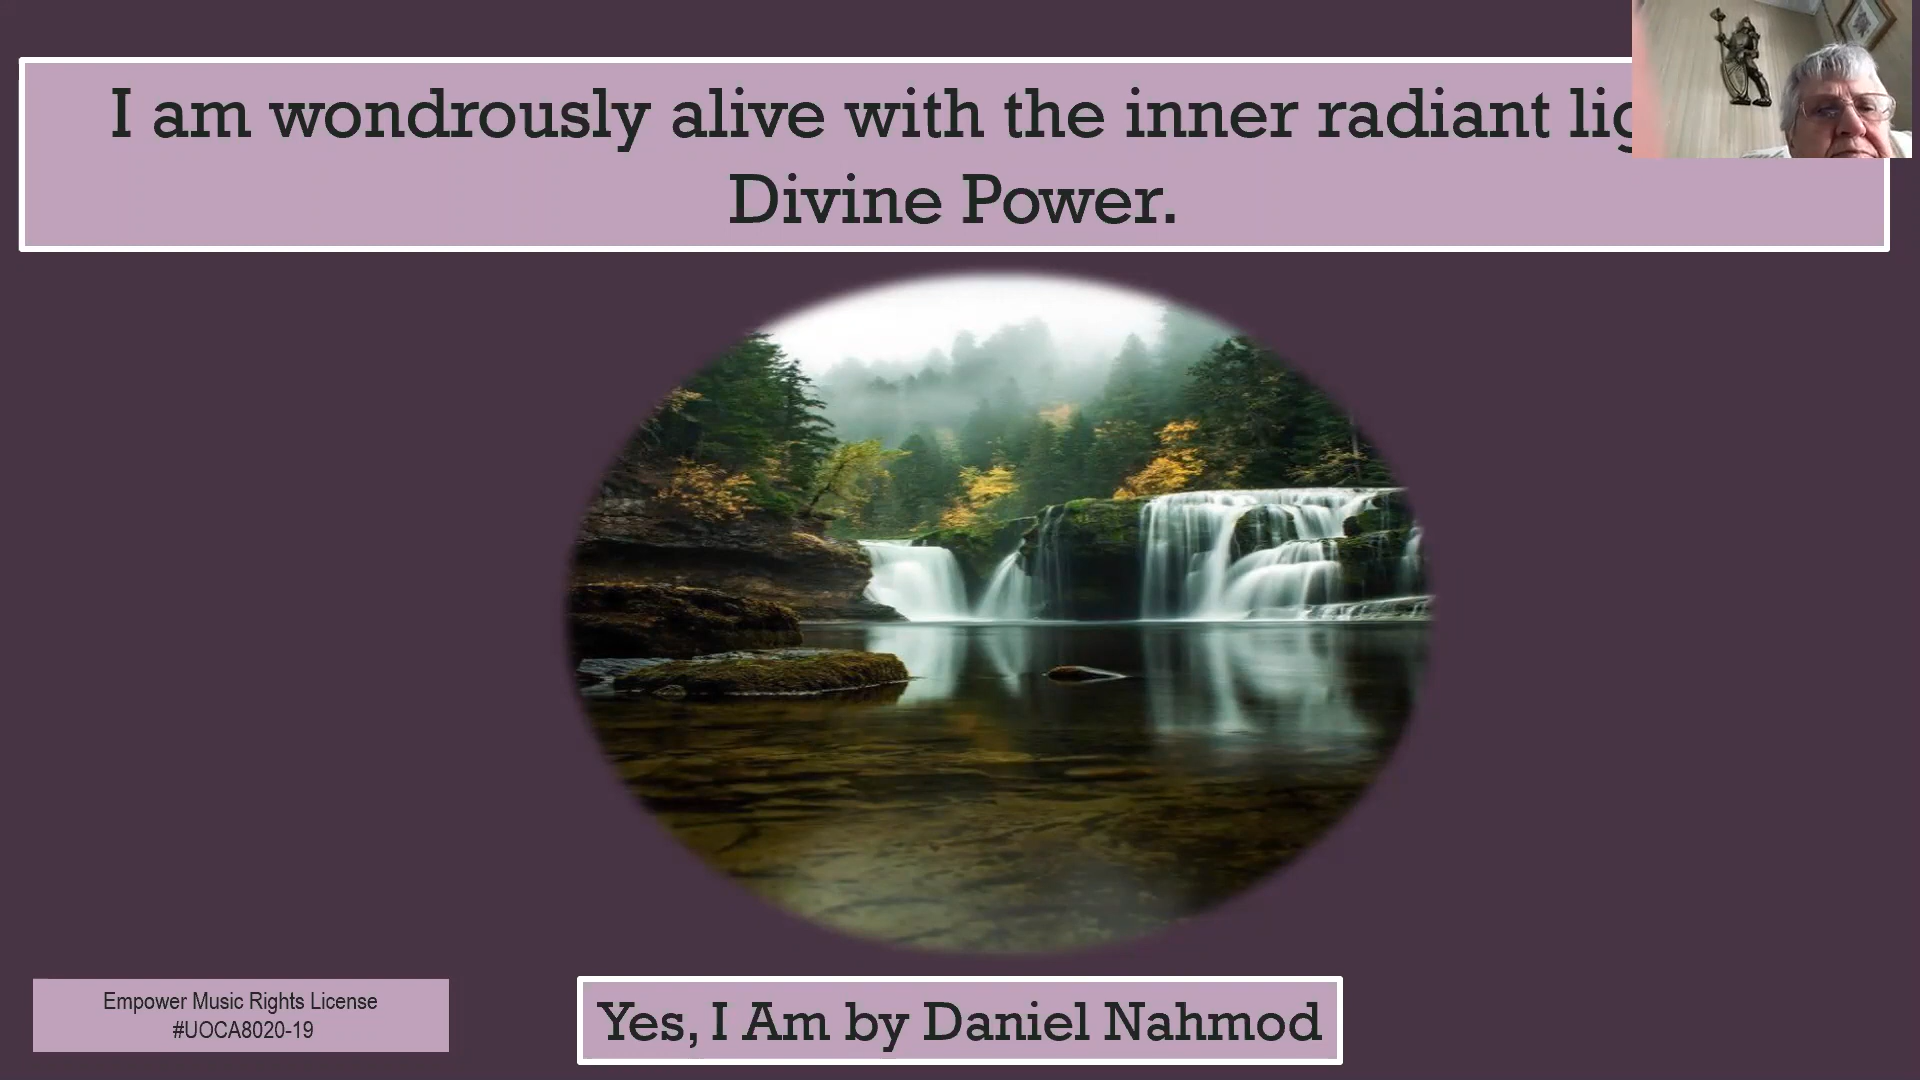 I am wondrously alive with the inner radiant
Divine Power.
Empower Music Rights License
#UOCA8020-19
Yes, I Am by Daniel Nahmod